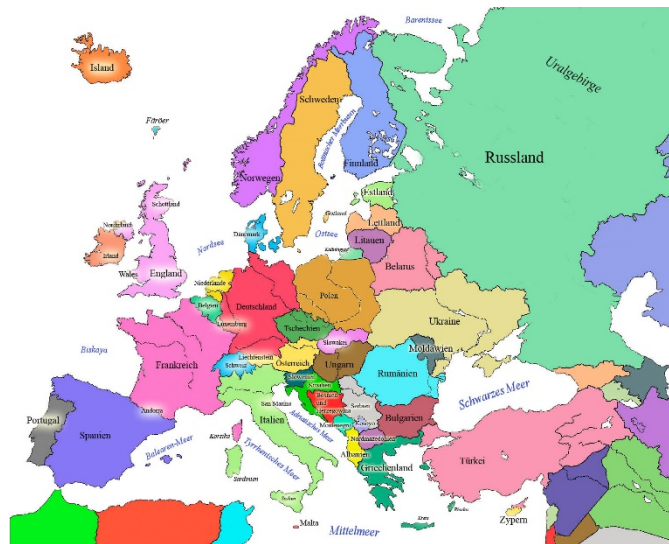 Barentssee
Island
Uralgebirge
Färöer
Schweden
Bottnischer Meerbusen
Finnland
Russland
Norwegen
Schottland
Estland
Gotland
Lettland
Nordirland
Irland
Nordsee
Dänemark
Ostsee
Litauen
Kaliningrad
Wales
England
Belarus
Niederlande
Belgien
Deutschland
Polen
Luxemburg
Ukraine
Tschechien
Slowakei
Moldawien
Biskaya
Frankreich
Liechtenstein
Schweiz
Österreich
Ungarn
Rumänien
Slowenien
Kroatien
Bosnien
und
Herzegowina
Serbien
Schwarzes Meer
Andorra
San Marino
Italien
Adriatisches Meer
Montenegro
Kosovo
Bulgarien
Portugal
Spanien
Korsika
Nordmazedonien
Albanien
Balearen-Meer
Tyrrhenisches Meer
Sardinien
Griechenland
Türkei
Sizilien
Rhodos
Zypern
Malta
Mittelmeer
Kreta